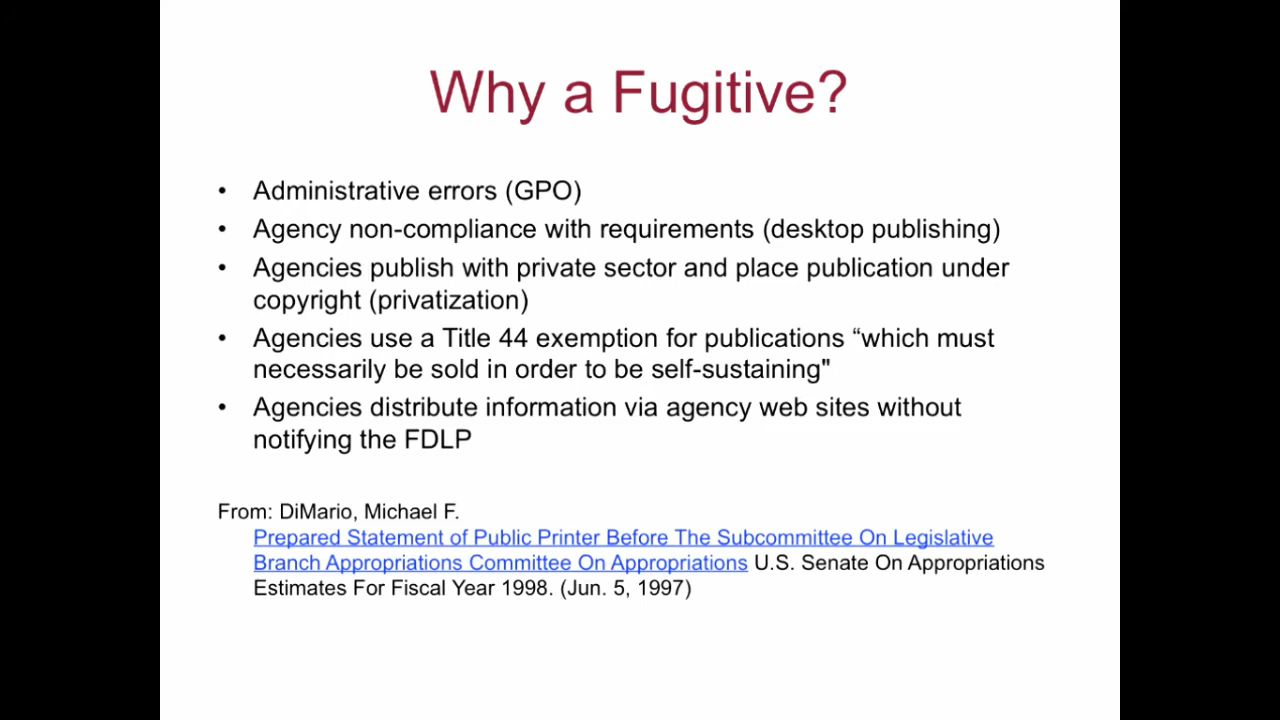 Why a Fugitive?
• Administrative errors (GPO)
• Agency non-compliance with requirements (desktop publishing)
• Agencies publish with private sector and place publication under
copyright (privatization)
• Agencies use a Title 44 exemption for publications “which must
necessarily be sold in order to be self-sustaining"
• Agencies distribute information via agency web sites without
notifying the FDLP
From: DiMario, Michael F.
Prepared Statement of Public Printer Before The Subcommittee On Legislative
Branch Appropriations Committee On Appropriations U.S. Senate On Appropriations
Estimates For Fiscal Year 1998. (Jun. 5, 1997)